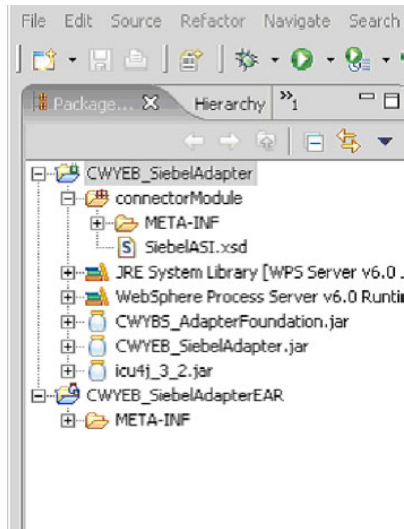 File Edit Source Refactor Navigate Search
Package... Hierarchy »1
CWYEB_SiebelAdapter
connectorModule
META-INF
SiebelASI.xsd
JRE System Library [WPS Server v6.0
WebSphere Process Server v6.0 Runti
CWYBS_AdapterFoundation.jar
CWYEB_SiebelAdapter.jar
icu4j_3_2.jar
CWYEB_SiebelAdapterEAR
META-INF